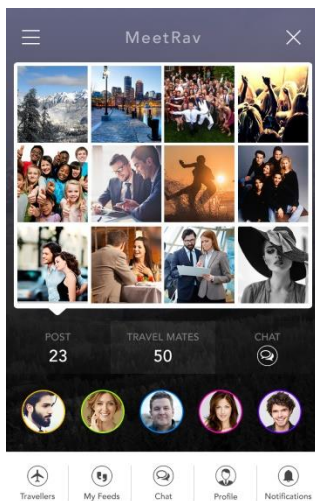 MeetRav
POST TRAVEL MATES CHAT
23 50
Travellers My Feeds Chat Profile Notifications